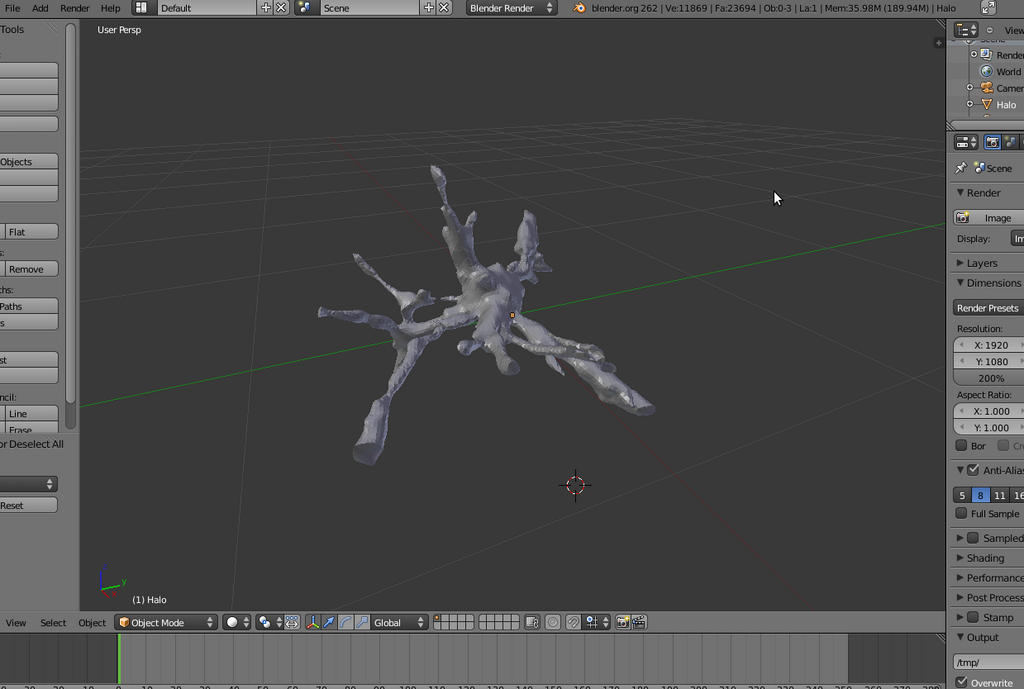 File Add Render Help Default Scene Blender Render blender.org 262 | Ve:11869 | Fa:23694 | Ob:0-3 | La:1 | Mem:35.98M (189.94M) | Halo
Tools
Objects
Flat
Remove
ths:
Paths
s
st
ncil:
Line
Erase
or Deselect All
Reset
User Persp
z
y
(1) Halo
View
Render
World
Camer
Halo
Scene
Render
Image
Display:
Layers
Dimensions
Render Presets
Resolution:
X: 1920
Y: 1080
200%
Aspect Ratio:
X: 1.000
Y: 1.000
Bor Cro
Anti-Alias
5 8 11 16
Full Sample
Sampled
Shading
Performance
Post Process
Stamp
Output
/tmp/
Overwrite
View Select Object Object Mode Global